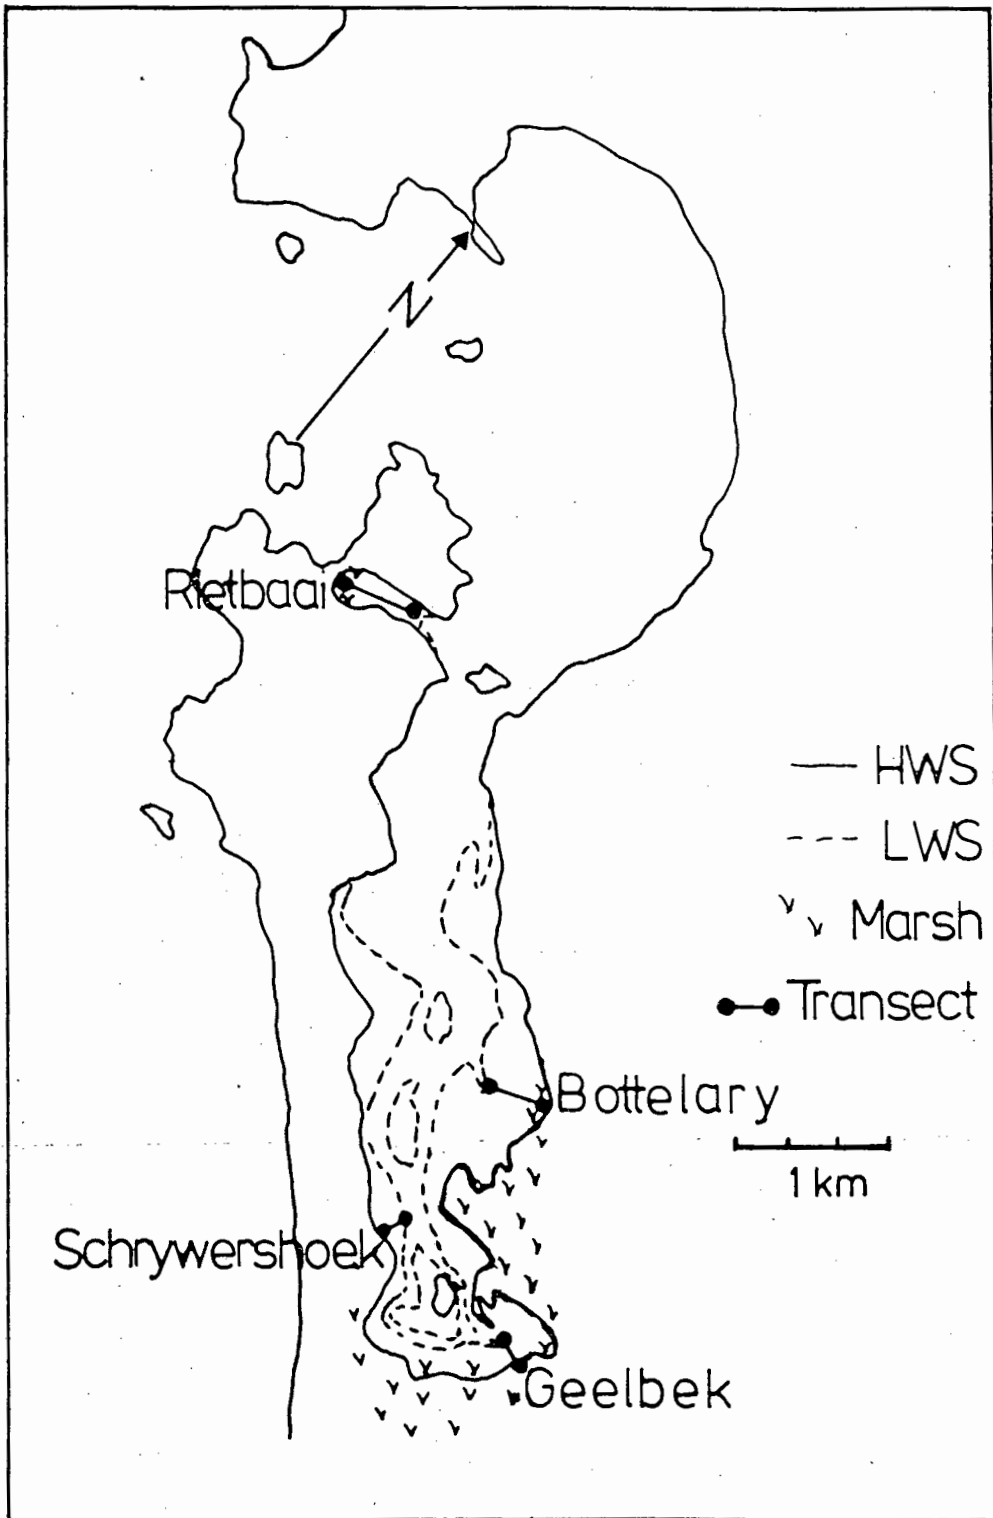 N
Rietbaai
HWS
LWS
Marsh
Transect
Bottelary
1 km
Schrywershoek
Geelbek